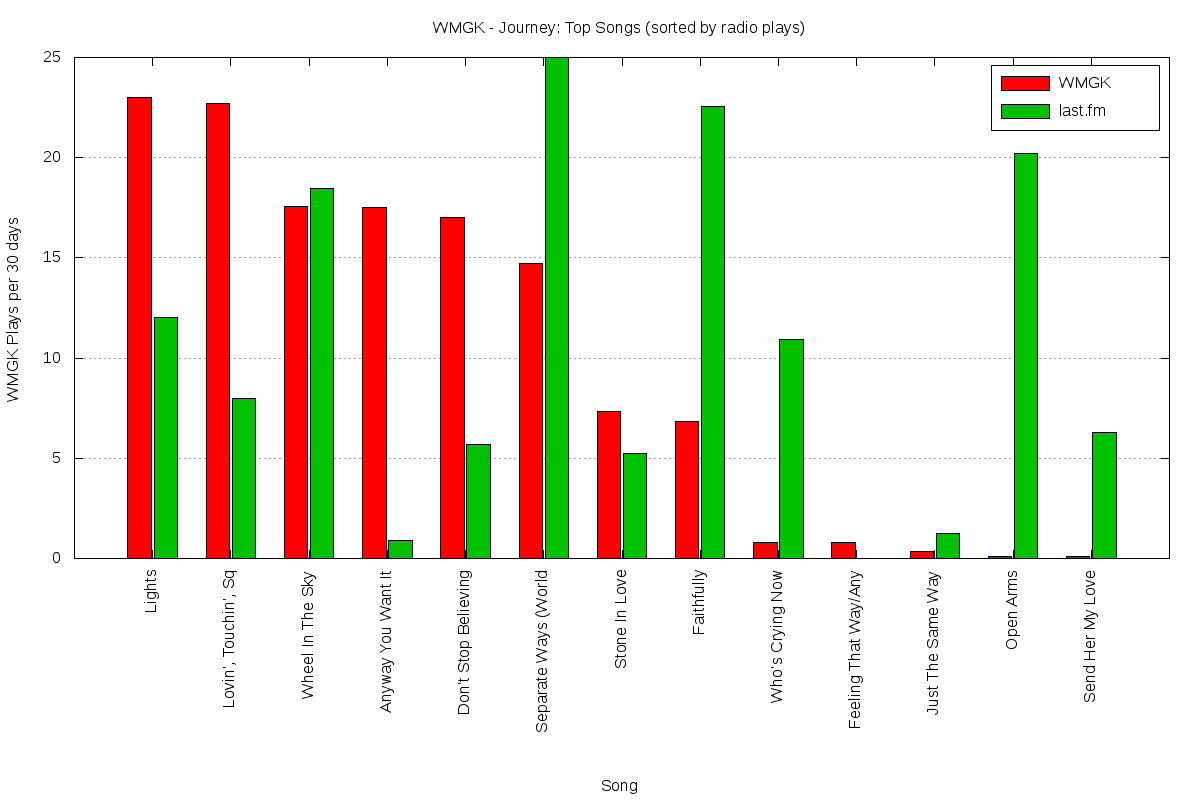 WMGK - Journey: Top Songs (sorted by radio plays)
25
20
15
10
5
0
WMGK Plays per 30 days
WMGK
last.fm
Lights
Lovin', Touchin', Sq
Wheel In The Sky
Anyway You Want It
Don't Stop Believing
Separate Ways (World
Stone In Love
Faithfully
Who's Crying Now
Feeling That Way/Any
Just The Same Way
Open Arms
Send Her My Love
Song